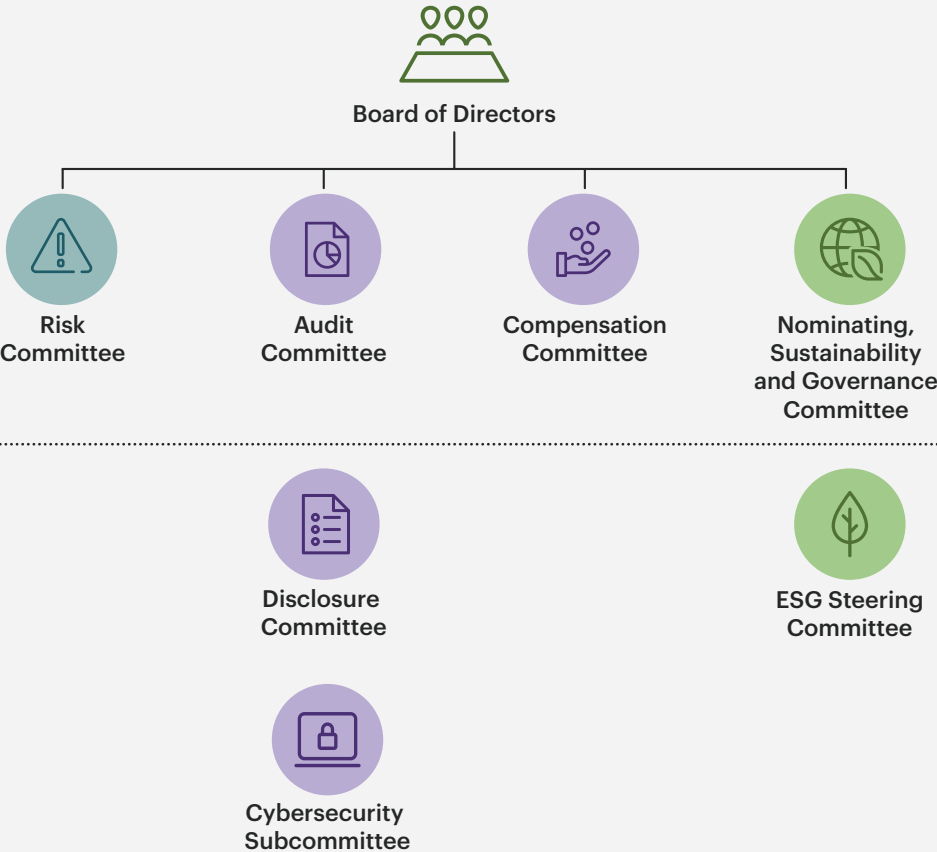 Board of Directors
Risk
Committee
Audit
Committee
Compensation
Committee
Nominating,
Sustainability
and Governance
Committee
Disclosure
Committee
ESG Steering
Committee
Cybersecurity
Subcommittee